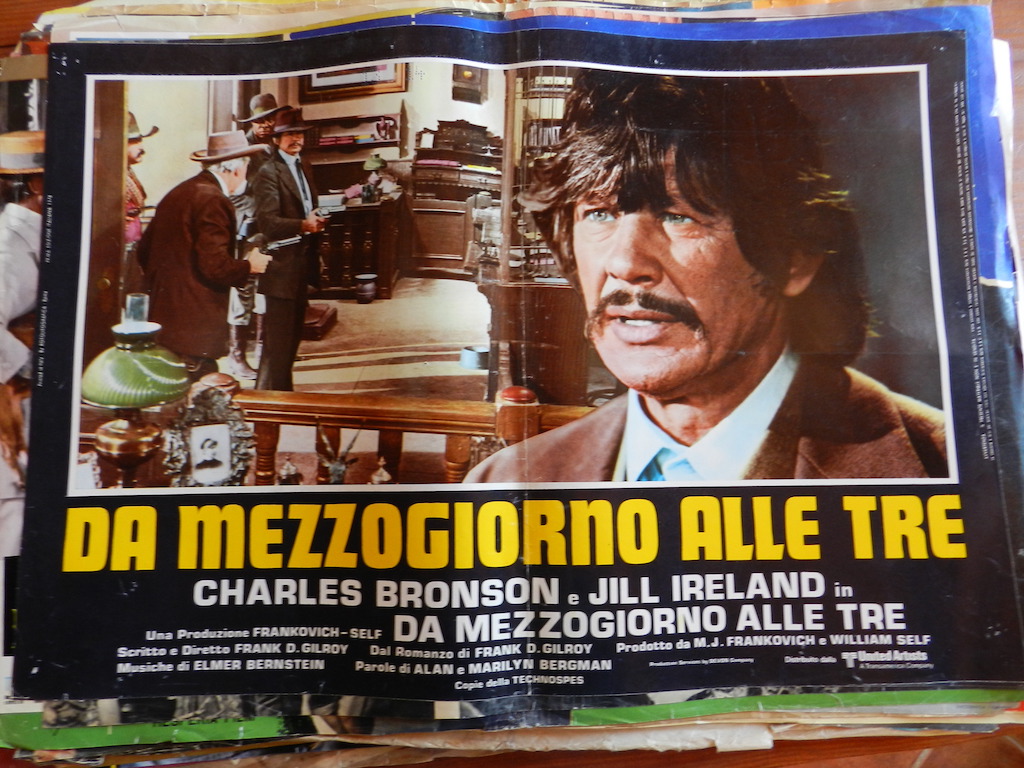 DA MEZZOGIORNO ALLE TRE
CHARLES BRONSON e JILL IRELAND in
DA MEZZOGIORNO ALLE TRE
Una Produzione FRANKOVICH-SELF
Scritto e Diretto FRANK D. GILROY Dal Romanzo di FRANK D. GILROY Prodotto da M.J. FRANKOVICH e WILLIAM SELF
Musiche di ELMER BERNSTEIN Parole di ALAN e MARILYN BERGMAN
Distribuito dalla United Artists
A Transamerica Company
Copie della TECHNOSPES